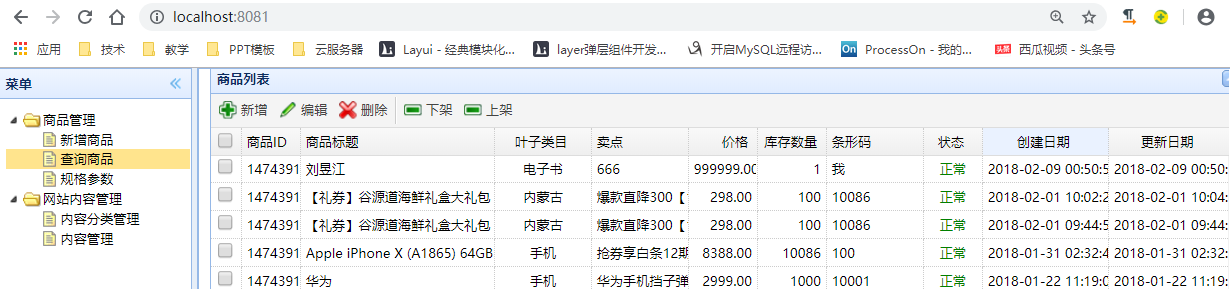 localhost:8081
应用 技术 教学 PPT模板 云服务器 Layui - 经典模块化... layer弹层组件开发... 开启MySQL远程访... On ProcessOn - 我的... 头条 西瓜视频 - 头条号
菜单
商品管理
新增商品
查询商品
规格参数
网站内容管理
内容分类管理
内容管理
商品列表
新增 编辑 删除 下架 上架
商品ID 商品标题 叶子类目 卖点 价格 库存数量 条形码 状态 创建日期 更新日期
1474391 刘昱江 电子书 666 999999.00 1 我 正常 2018-02-09 00:50:5 2018-02-09 00:50:
1474391 【礼券】谷源道海鲜礼盒大礼包 内蒙古 爆款直降300【 298.00 100 10086 正常 2018-02-01 10:02:2 2018-02-01 10:04:
1474391 【礼券】谷源道海鲜礼盒大礼包 内蒙古 爆款直降300【 298.00 100 10086 正常 2018-02-01 09:44:5 2018-02-01 09:44:
1474391 Apple iPhone X (A1865) 64GB 手机 抢券享白条12期 8388.00 10086 100 正常 2018-01-31 02:32:4 2018-01-31 02:32:
1474391 华为 手机 华为手机挡子弹 2999.00 1000 10001 正常 2018-01-22 11:19:0 2018-01-22 11:19: